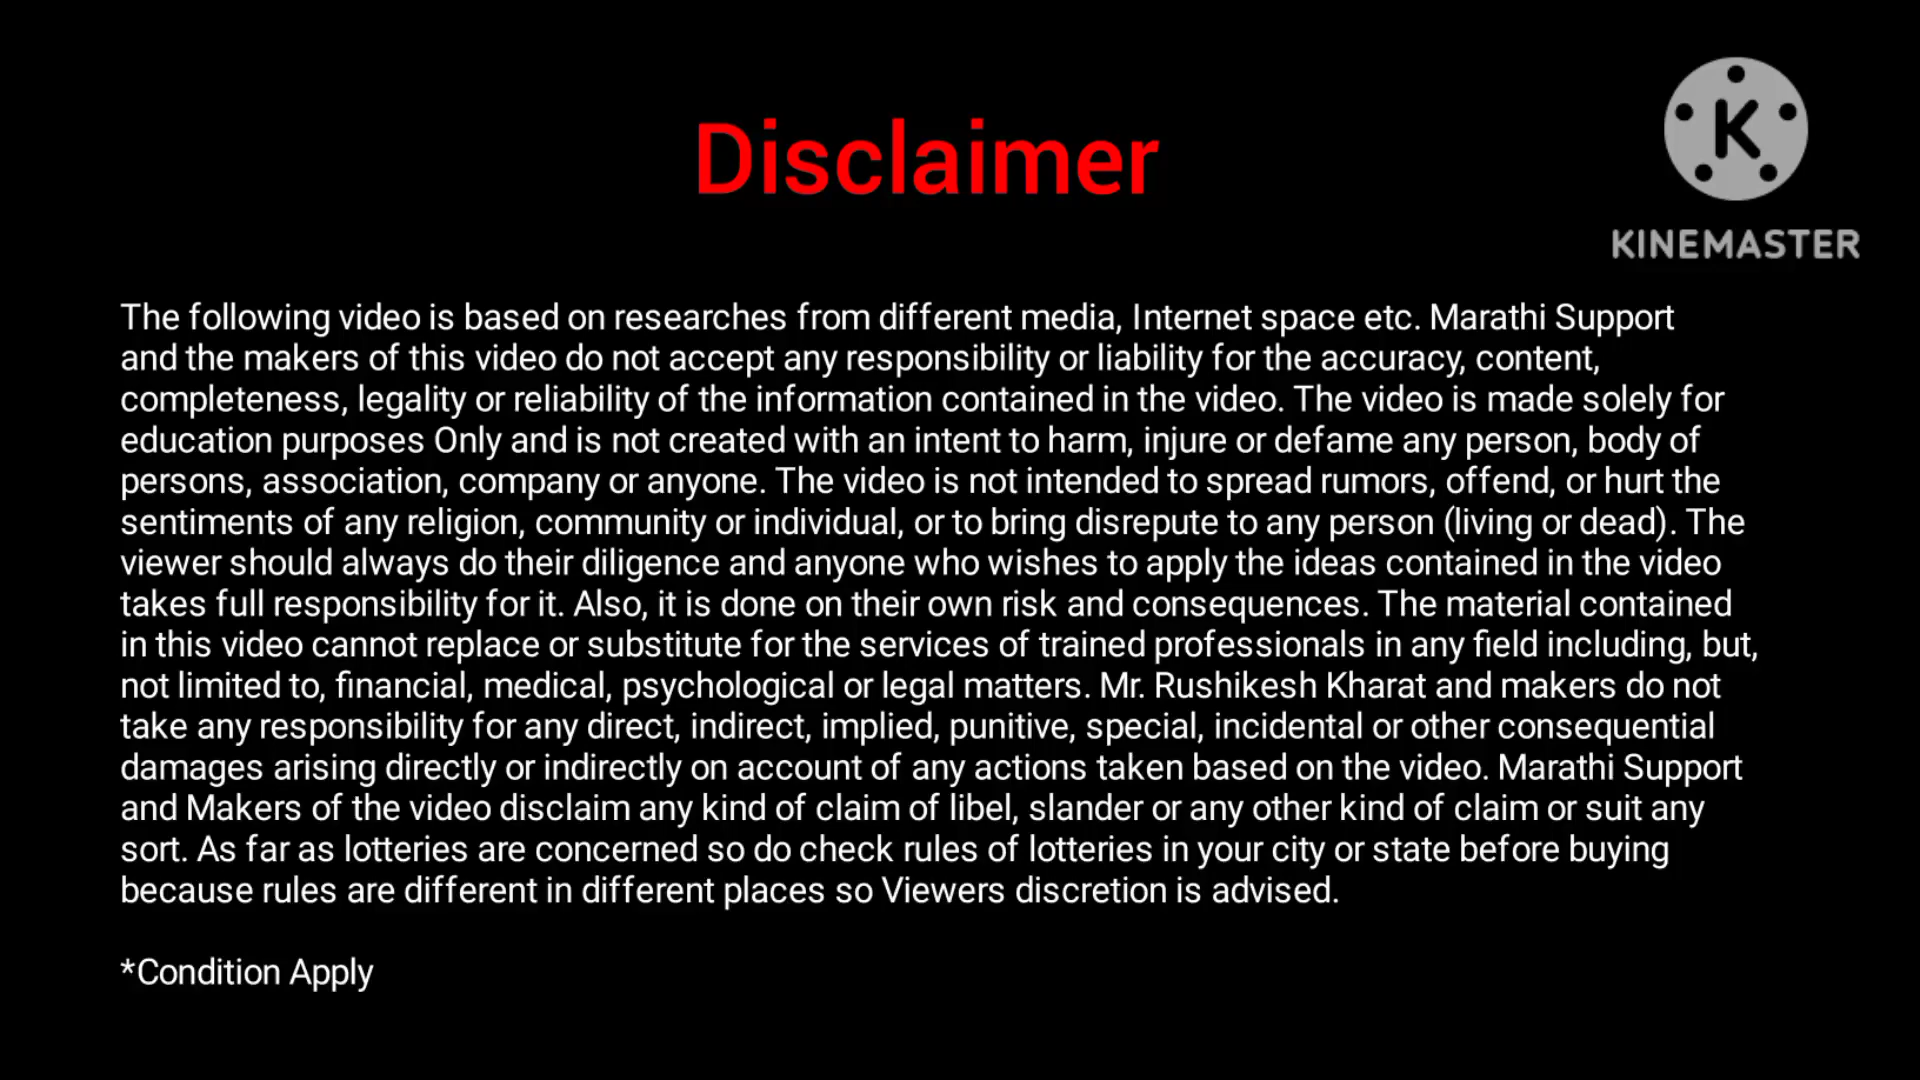 Disclaimer
KINEMASTER
The following video is based on researches from different media, Internet space etc. Marathi Support
and the makers of this video do not accept any responsibility or liability for the accuracy, content,
completeness, legality or reliability of the information contained in the video. The video is made solely for
education purposes Only and is not created with an intent to harm, injure or defame any person, body of
persons, association, company or anyone. The video is not intended to spread rumors, offend, or hurt the
sentiments of any religion, community or individual, or to bring disrepute to any person (living or dead). The
viewer should always do their diligence and anyone who wishes to apply the ideas contained in the video
takes full responsibility for it. Also, it is done on their own risk and consequences. The material contained
in this video cannot replace or substitute for the services of trained professionals in any field including, but,
not limited to, financial, medical, psychological or legal matters. Mr. Rushikesh Kharat and makers do not
take any responsibility for any direct, indirect, implied, punitive, special, incidental or other consequential
damages arising directly or indirectly on account of any actions taken based on the video. Marathi Support
and Makers of the video disclaim any kind of claim of libel, slander or any other kind of claim or suit any
sort. As far as lotteries are concerned so do check rules of lotteries in your city or state before buying
because rules are different in different places so Viewers discretion is advised.
*Condition Apply